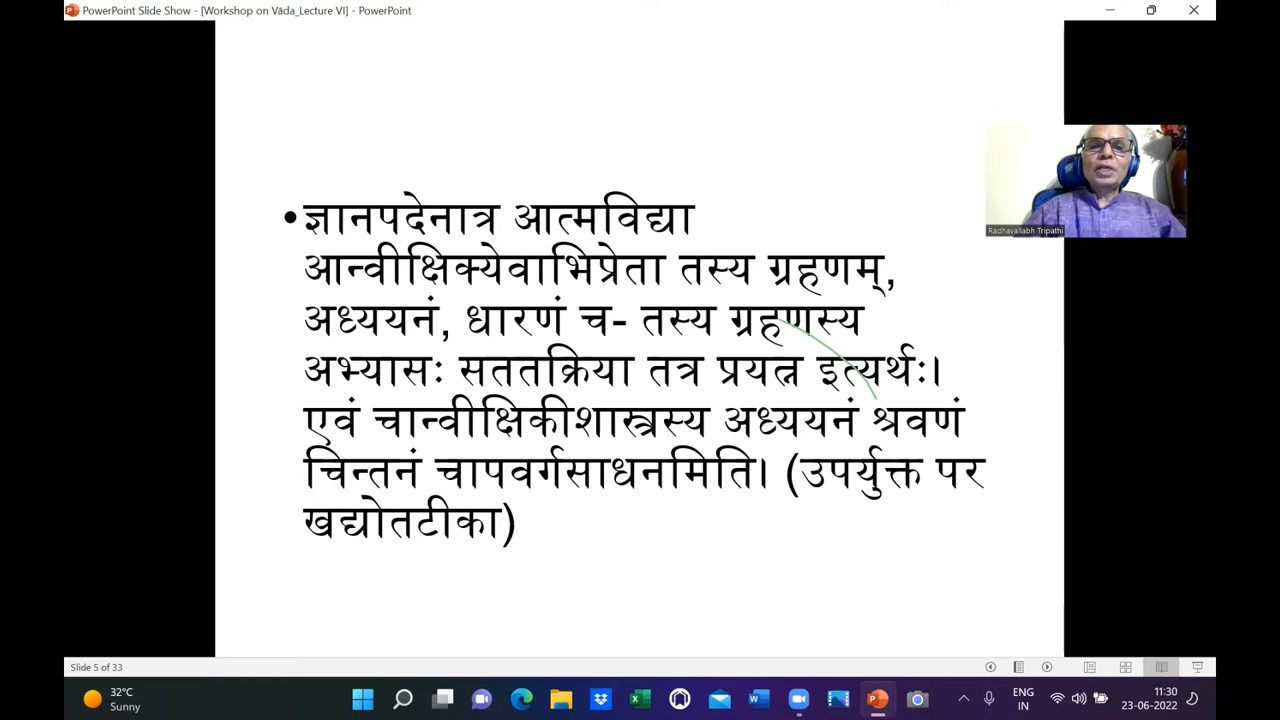 PowerPoint Slide Show - [Workshop on Vāda_Lecture VI] - PowerPoint
•ज्ञानपदेनात्र आत्मविद्या
आन्वीक्षिक्येवाभिप्रेता तस्य ग्रहणम्,
अध्ययनं, धारणं च- तस्य ग्रहणस्य
अभ्यासः सततक्रिया तत्र प्रयत्न इत्यर्थः।
एवं चान्वीक्षिकीशास्त्रस्य अध्ययनं श्रवणं
चिन्तनं चापवर्गसाधनमिति। (उपर्युक्त पर
खद्योतटीका)
Radhavallabh Tripathi
Slide 5 of 33
32°C
Sunny
ENG
IN
11:30
23-06-2022